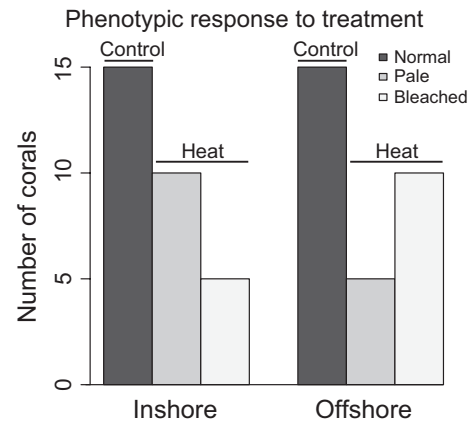 Phenotypic response to treatment
Control
Control
Normal
Pale
Bleached
Heat
Heat
Number of corals
15
10
5
0
Inshore
Offshore